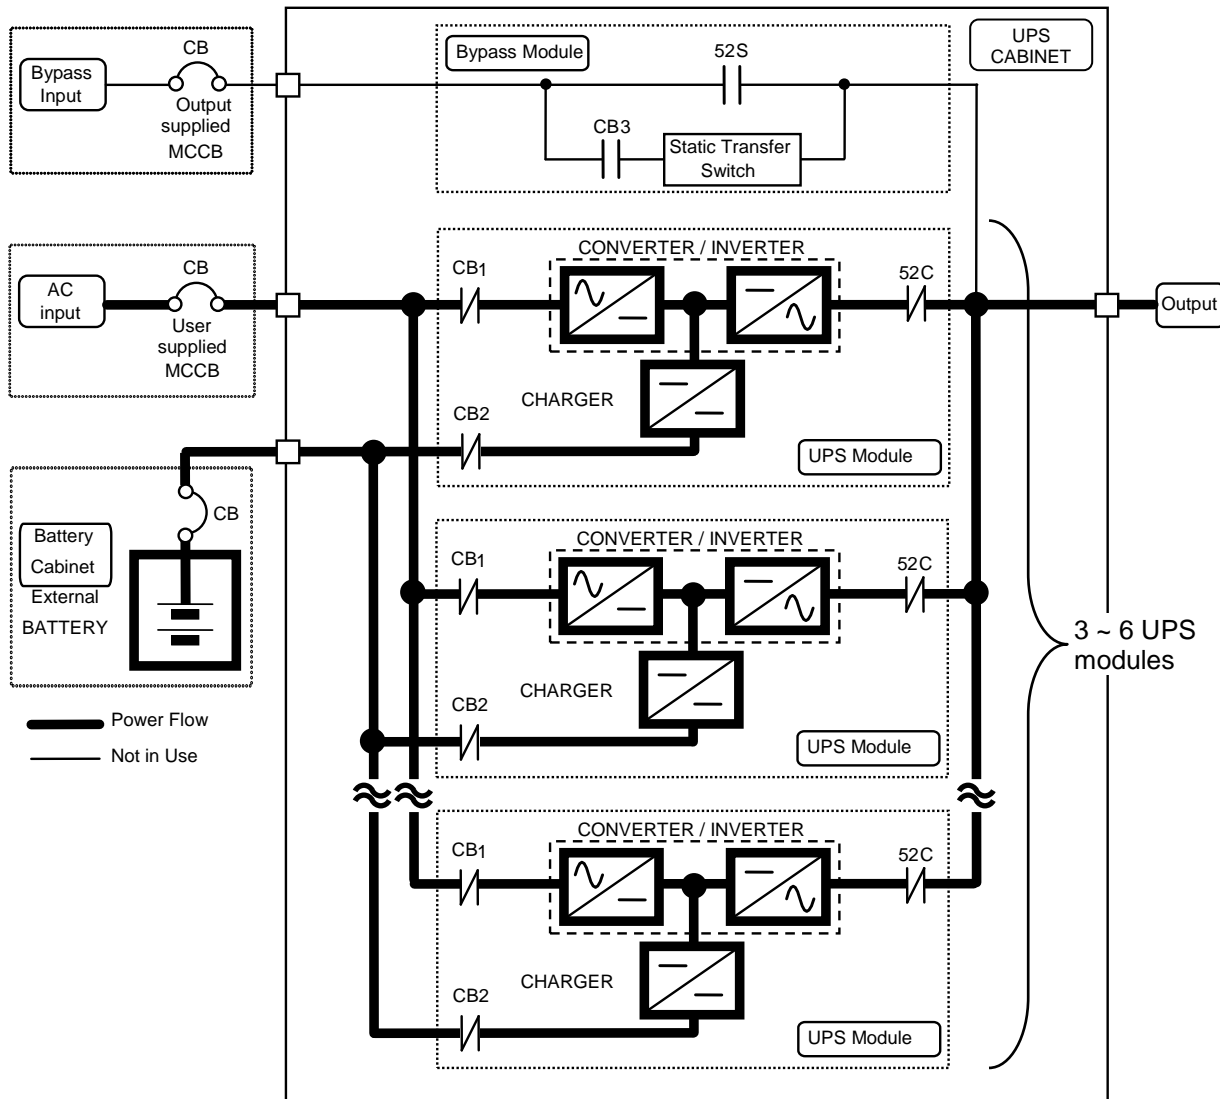 Bypass
Input
CB
Output
supplied
MCCB
Bypass Module
52S
UPS
CABINET
CB3
Static Transfer
Switch
AC
input
CB
User
supplied
MCCB
CONVERTER / INVERTER
CB1
52C
Output
CHARGER
CB2
UPS Module
Battery
Cabinet
External
BATTERY
CB
CONVERTER / INVERTER
CB1
52C
CHARGER
CB2
UPS Module
3 ~ 6 UPS
modules
Power Flow
Not in Use
CONVERTER / INVERTER
CB1
52C
CHARGER
CB2
UPS Module